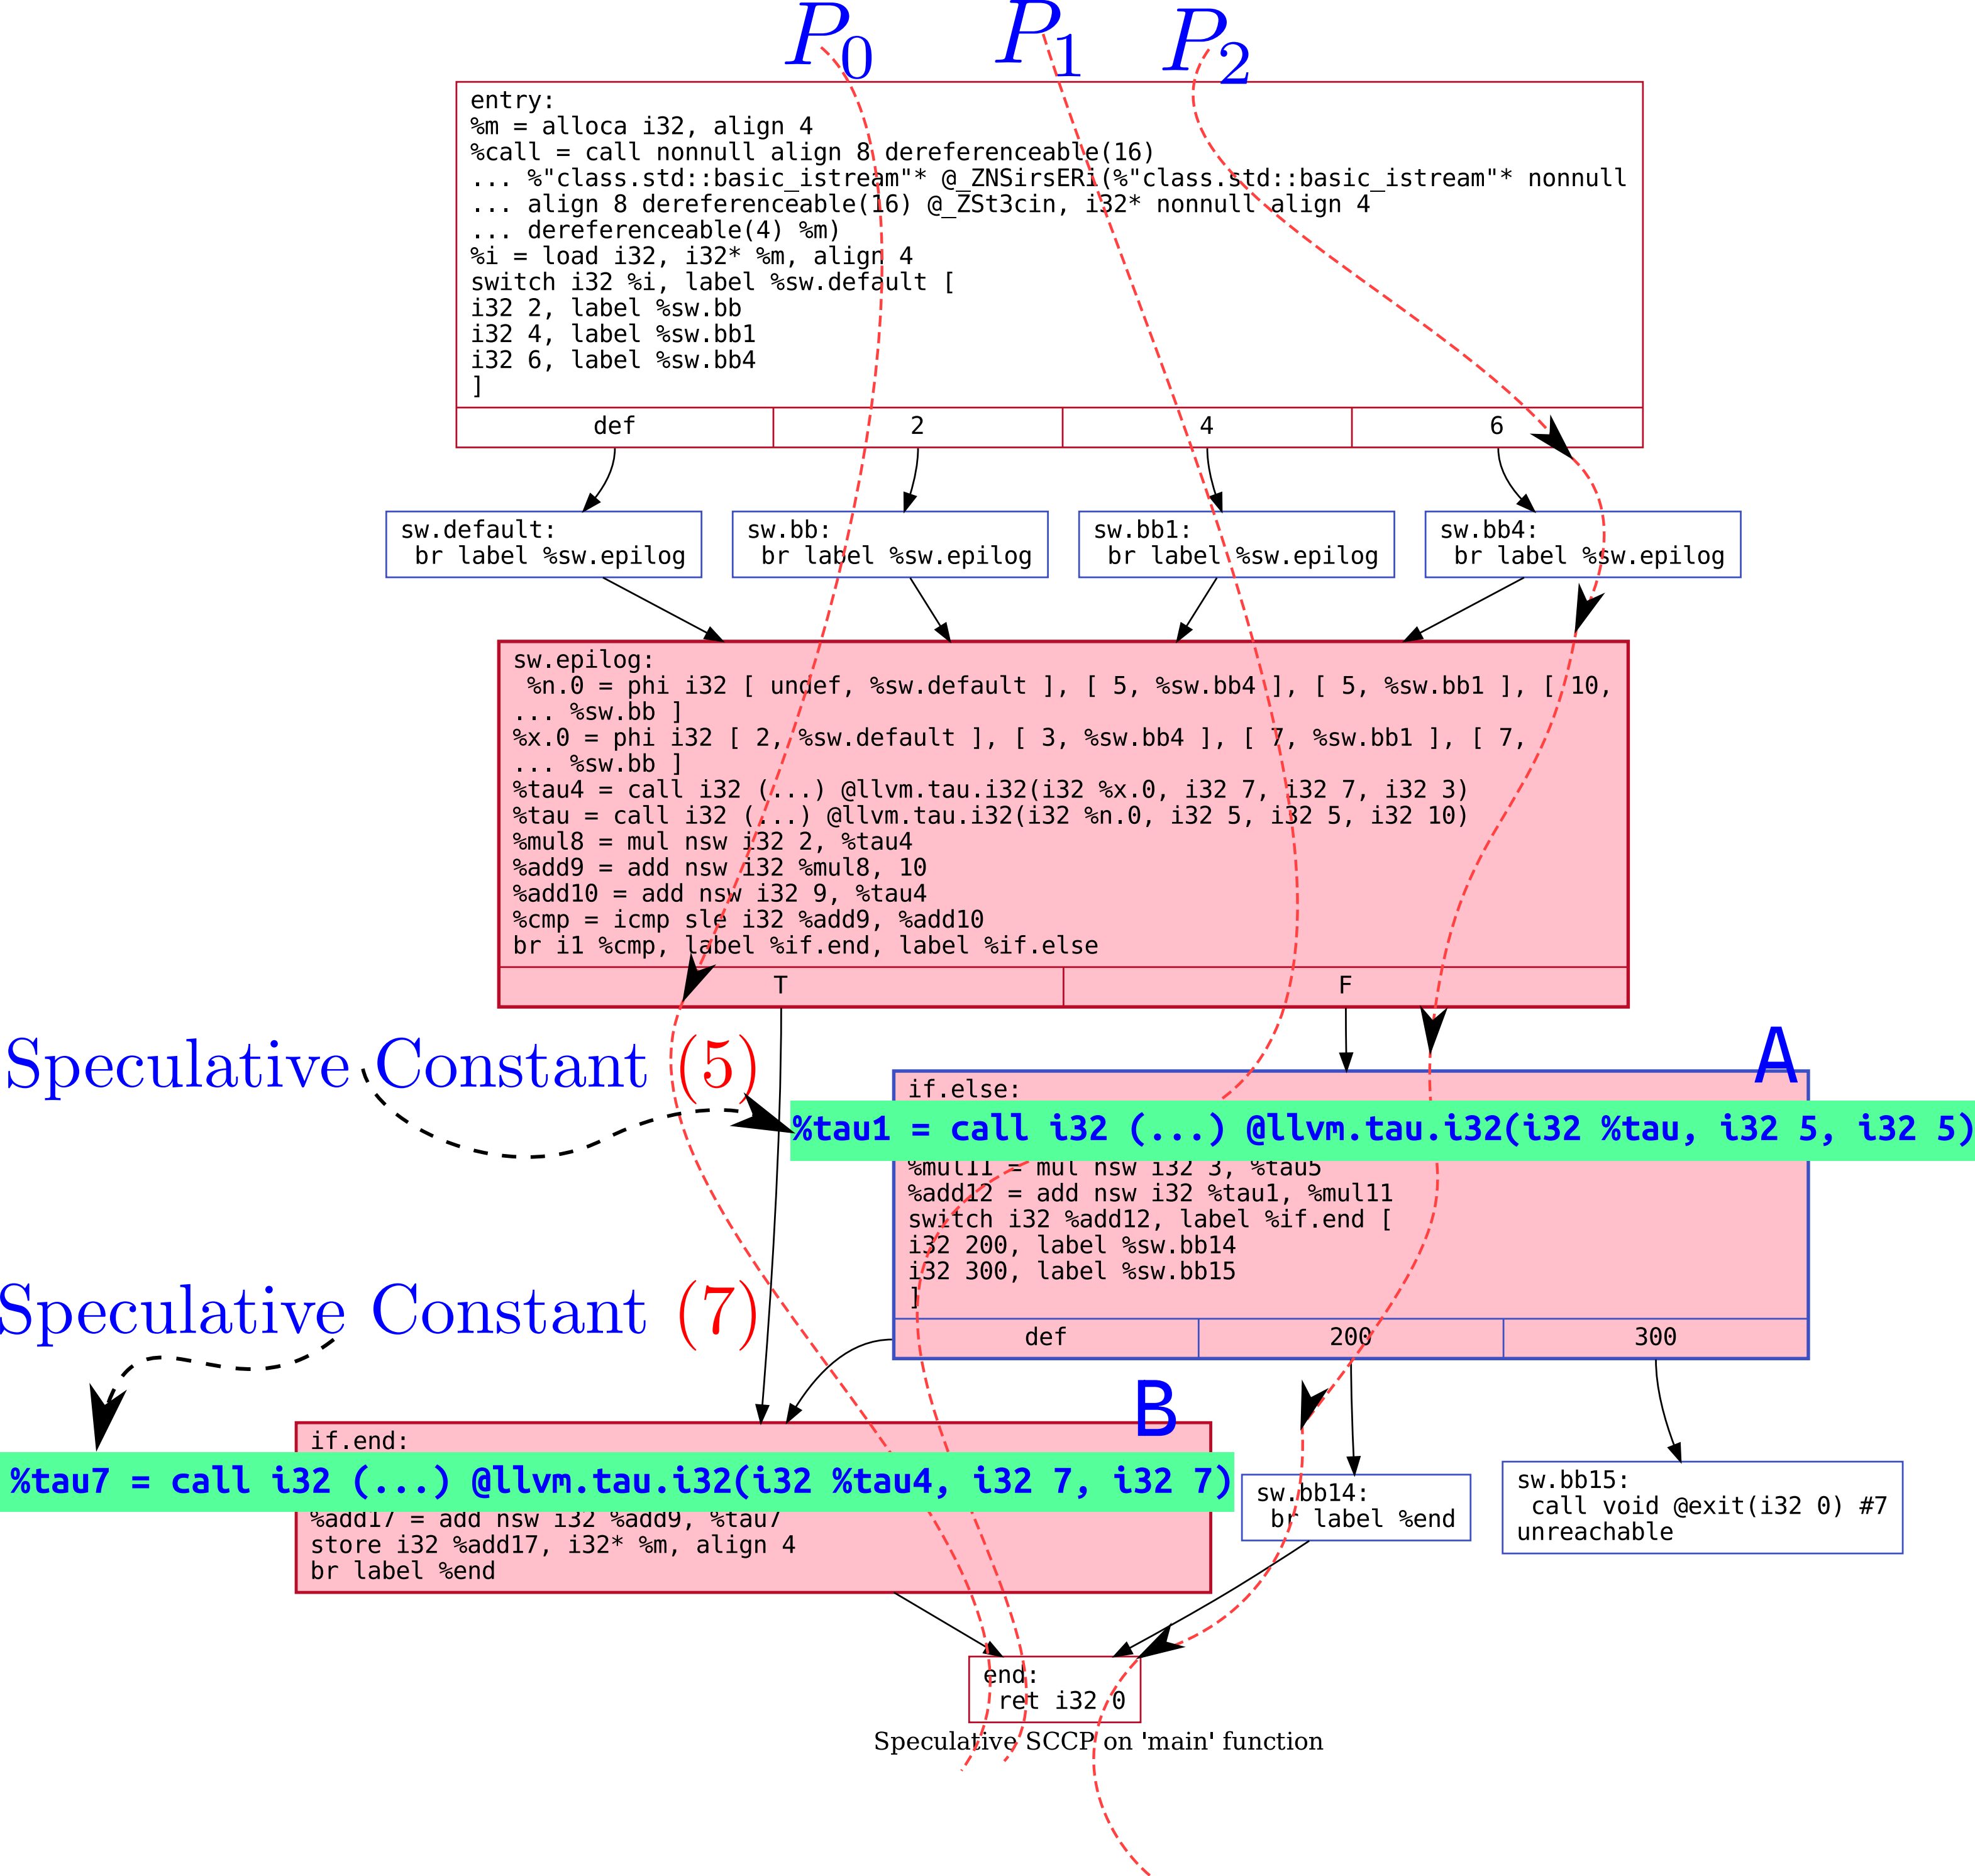 P0 P1 P2
entry:
%m = alloca i32, align 4
%call = call nonnull align 8 dereferenceable(16)
... %"class.std::basic_istream"* @_ZNSirsERi(%"class.std::basic_istream"* nonnull
... align 8 dereferenceable(16) @_ZSt3cin, i32* nonnull align 4
... dereferenceable(4) %m)
%i = load i32, i32* %m, align 4
switch i32 %i, label %sw.default [
i32 2, label %sw.bb
i32 4, label %sw.bb1
i32 6, label %sw.bb4
]
def 2 4 6
sw.default:
br label %sw.epilog
sw.bb:
br label %sw.epilog
sw.bb1:
br label %sw.epilog
sw.bb4:
br label %sw.epilog
sw.epilog:
%n.0 = phi i32 [ undef, %sw.default ], [ 5, %sw.bb4 ], [ 5, %sw.bb1 ], [ 10,
... %sw.bb ]
%x.0 = phi i32 [ 2, %sw.default ], [ 3, %sw.bb4 ], [ 7, %sw.bb1 ], [ 7,
... %sw.bb ]
%tau4 = call i32 (...) @llvm.tau.i32(i32 %x.0, i32 7, i32 7, i32 3)
%tau = call i32 (...) @llvm.tau.i32(i32 %n.0, i32 5, i32 5, i32 10)
%mul8 = mul nsw i32 2, %tau4
%add9 = add nsw i32 %mul8, 10
%add10 = add nsw i32 9, %tau4
%cmp = icmp sle i32 %add9, %add10
br i1 %cmp, label %if.end, label %if.else
T F
Speculative Constant (5)
A
if.else:
%tau1 = call i32 (...) @llvm.tau.i32(i32 %tau, i32 5, i32 5)
%mul11 = mul nsw i32 3, %tau5
%add12 = add nsw i32 %tau1, %mul11
switch i32 %add12, label %if.end [
i32 200, label %sw.bb14
i32 300, label %sw.bb15
]
def 200 300
Speculative Constant (7)
B
if.end:
%tau7 = call i32 (...) @llvm.tau.i32(i32 %tau4, i32 7, i32 7)
%add17 = add nsw i32 %add9, %tau7
store i32 %add17, i32* %m, align 4
br label %end
sw.bb14:
br label %end
sw.bb15:
call void @exit(i32 0) #7
unreachable
end:
ret i32 0
Speculative SCCP on 'main' function